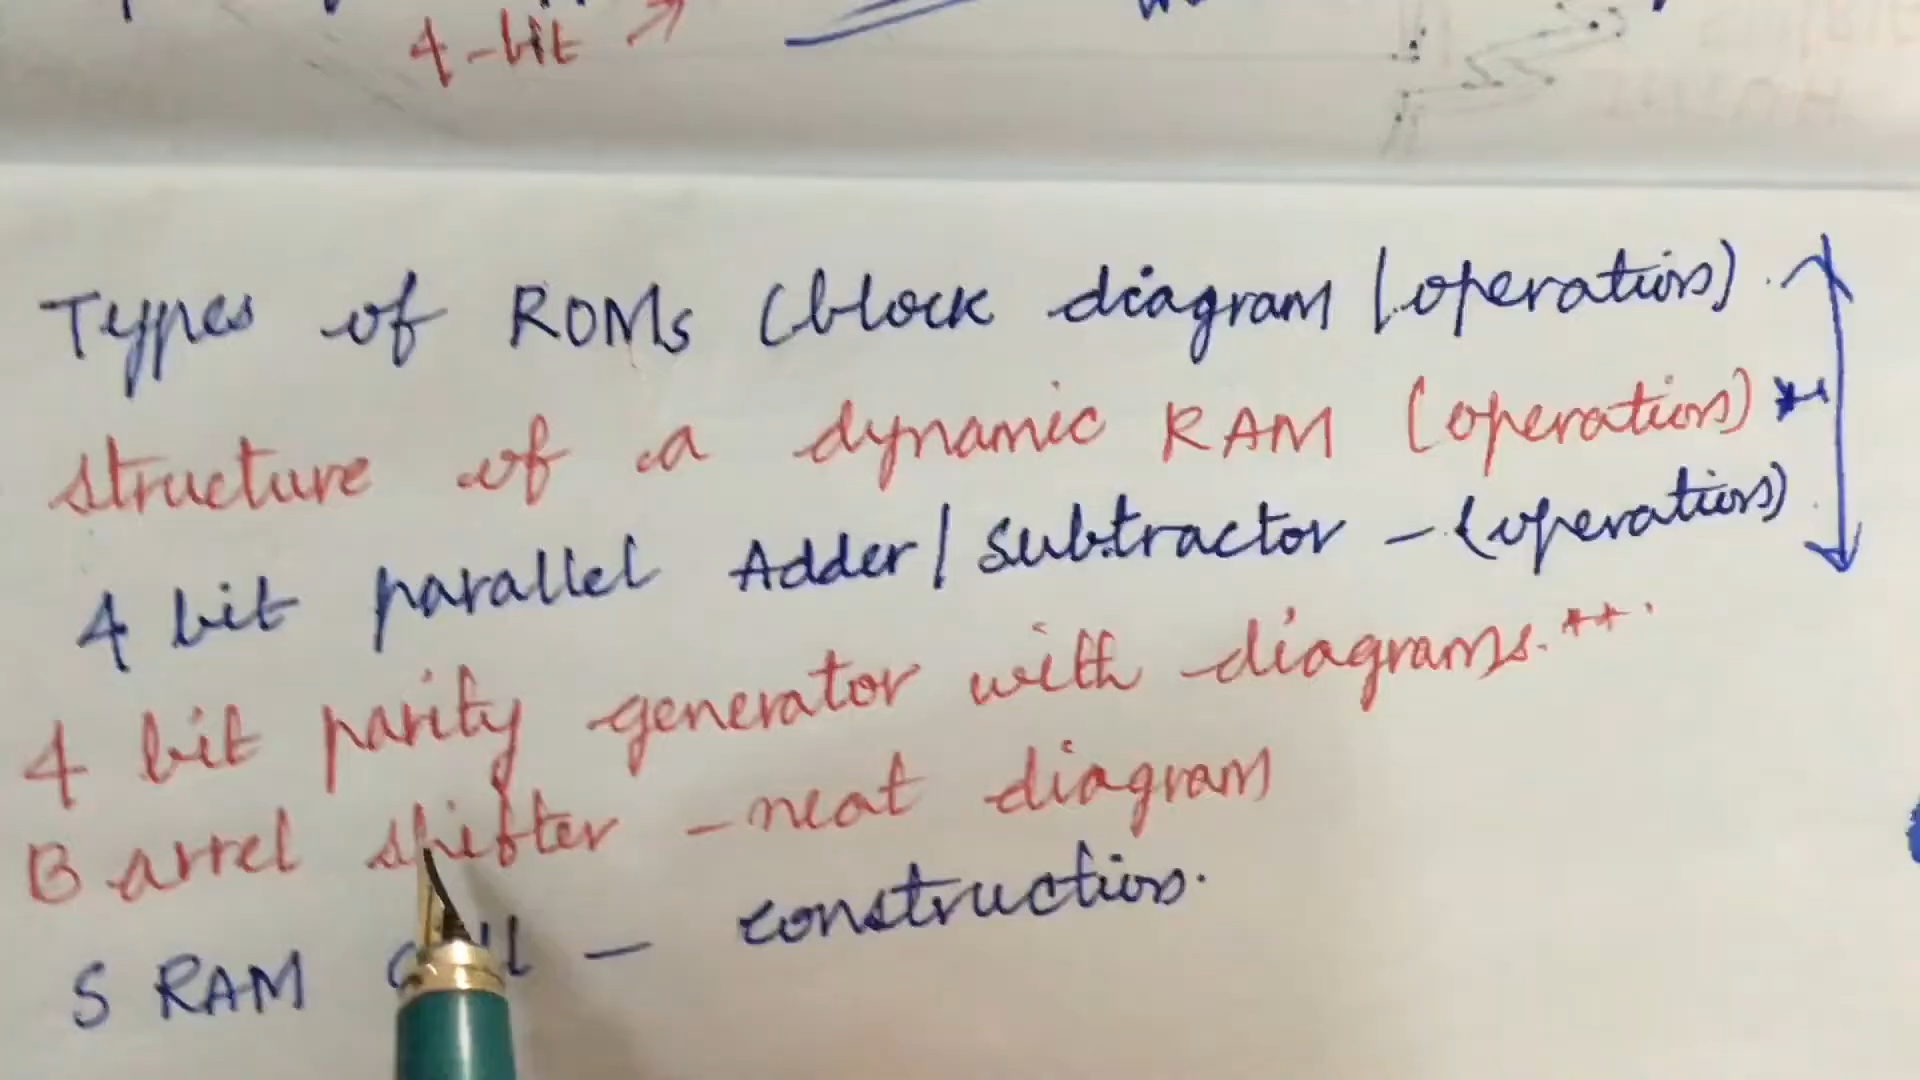 4-bit
Types of ROMs (block diagram / operation)
structure of a dynamic RAM (operation) **
4 bit parallel Adder / subtractor - (operation)
4 bit parity generator with diagrams. **
Barrel shifter - neat diagram
S RAM cell - construction.